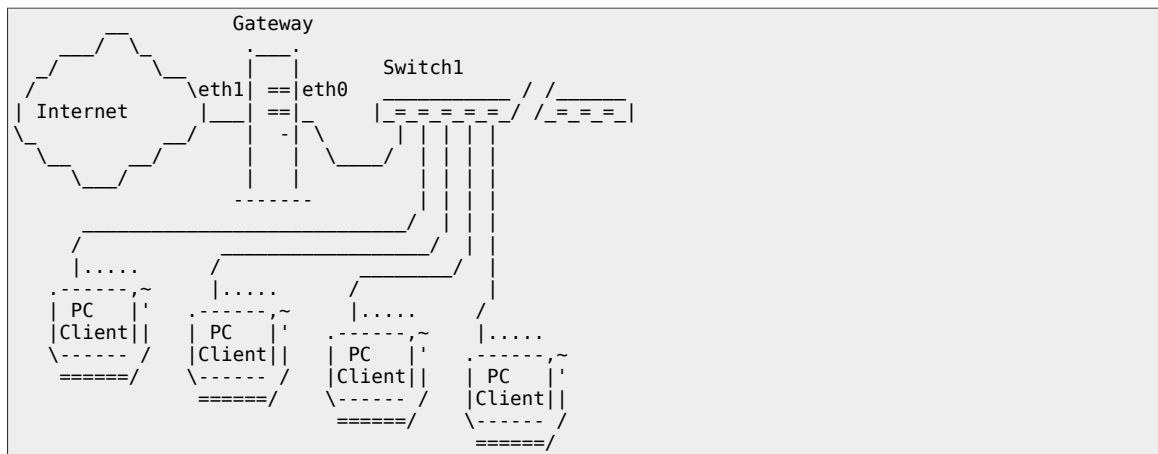 Gateway
Switch1
eth1
eth0
Internet
PC
Client
PC
Client
PC
Client
PC
Client